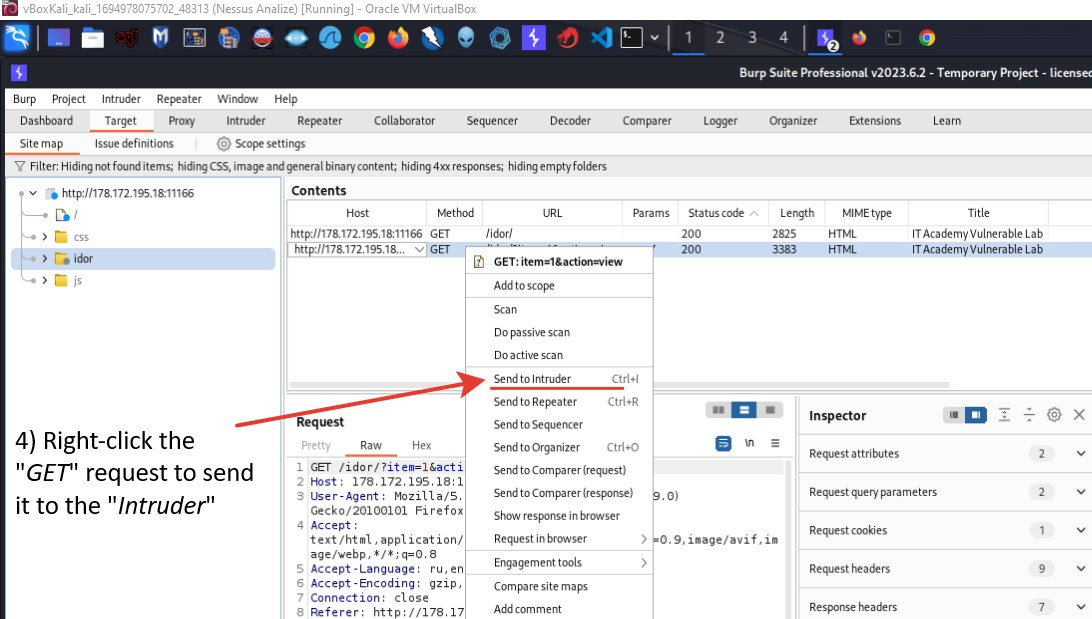 vBoxKali_kali_1694978075702_48313 (Nessus Analize) [Running] - Oracle VM VirtualBox
1 2 3 4 2
Burp Suite Professional v2023.6.2 - Temporary Project - licensed
Burp Project Intruder Repeater Window Help
Dashboard Target Proxy Intruder Repeater Collaborator Sequencer Decoder Comparer Logger Organizer Extensions Learn
Site map Issue definitions Scope settings
Filter: Hiding not found items; hiding CSS, image and general binary content; hiding 4xx responses; hiding empty folders
http://178.172.195.18:11166
/
css
idor
js
Contents
Host Method URL Params Status code Length MIME type Title
http://178.172.195.18:11166 GET /idor/ 200 2825 HTML IT Academy Vulnerable Lab
http://178.172.195.18... GET 200 3383 HTML IT Academy Vulnerable Lab
GET: item=1&action=view
Add to scope
Scan
Do passive scan
Do active scan
Send to Intruder Ctrl+I
Send to Repeater Ctrl+R
Send to Sequencer
Send to Organizer Ctrl+O
Send to Comparer (request)
Send to Comparer (response)
Show response in browser
Request in browser
Engagement tools
Compare site maps
Add comment
4) Right-click the
"GET" request to send
it to the "Intruder"
Request
Pretty Raw Hex
\n
1 GET /idor/?item=1&acti
2 Host: 178.172.195.18:1
3 User-Agent: Mozilla/5. 9.0)
Gecko/20100101 Firefox
4 Accept:
text/html,application/ =0.9,image/avif,im
age/webp,*/*;q=0.8
5 Accept-Language: ru,en
6 Accept-Encoding: gzip,
7 Connection: close
8 Referer: http://178.17
Inspector
Request attributes 2
Request query parameters 2
Request cookies 1
Request headers 9
Response headers 7